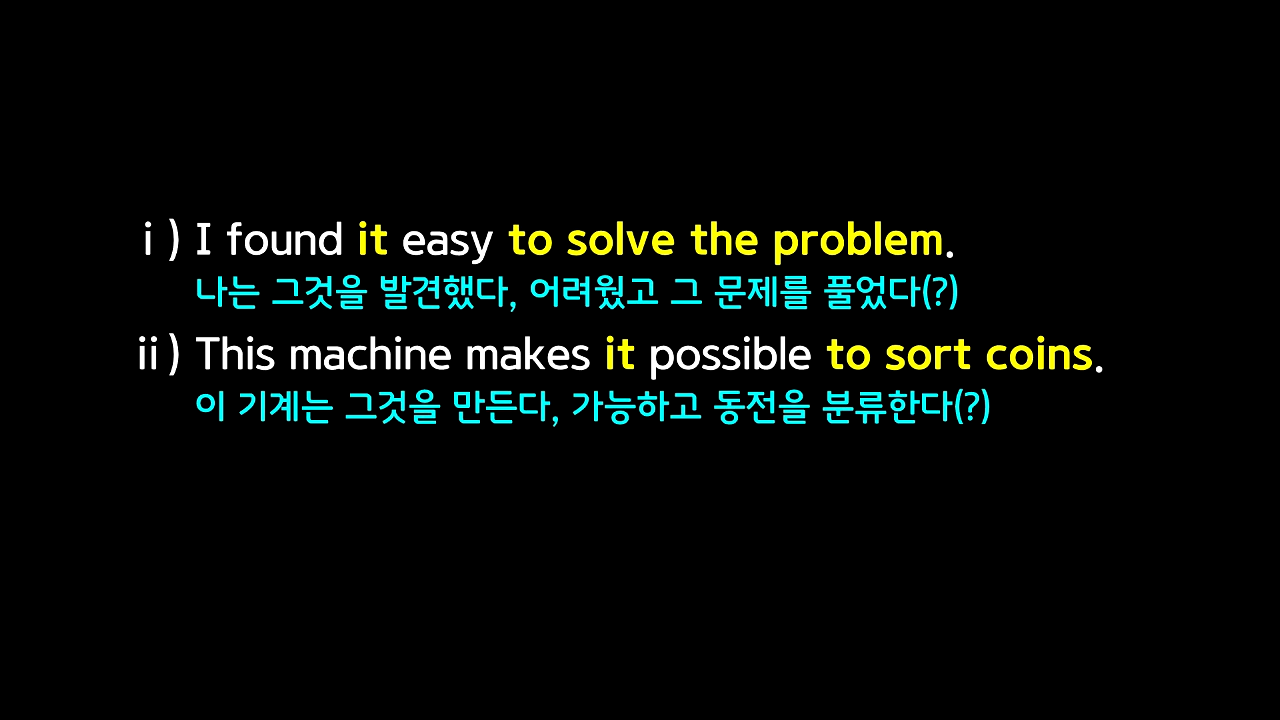 ⅰ) I found it easy to solve the problem.
나는 그것을 발견했다, 어려웠고 그 문제를 풀었다(?)
ⅱ) This machine makes it possible to sort coins.
이 기계는 그것을 만든다, 가능하고 동전을 분류한다(?)